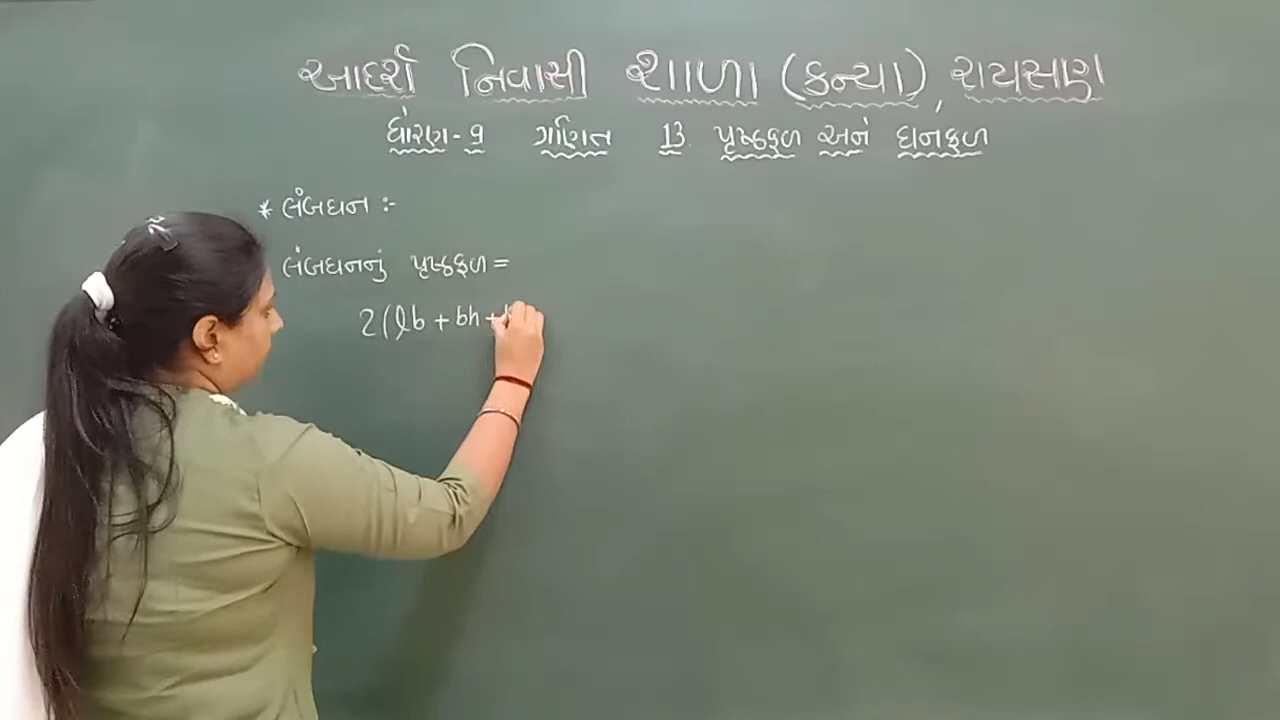 આદર્શ નિવાસી શાળા (કન્યા), રાયસણ
ધોરણ - 9 ગણિત 13. પૃષ્ઠફળ અને ઘનફળ
* લંબઘન :-
લંબઘનનું પૃષ્ઠફળ =
2(lb + bh +